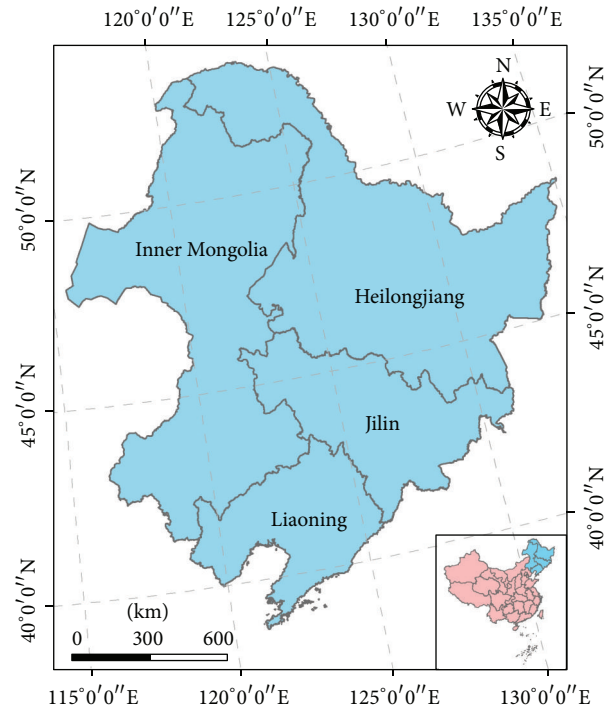 120°0′0″E 125°0′0″E 130°0′0″E 135°0′0″E
N
W E
S
50°0′0″N
50°0′0″N
Inner Mongolia
Heilongjiang
45°0′0″N
45°0′0″N
Jilin
Liaoning
40°0′0″N
40°0′0″N
(km)
0 300 600
115°0′0″E 120°0′0″E 125°0′0″E 130°0′0″E